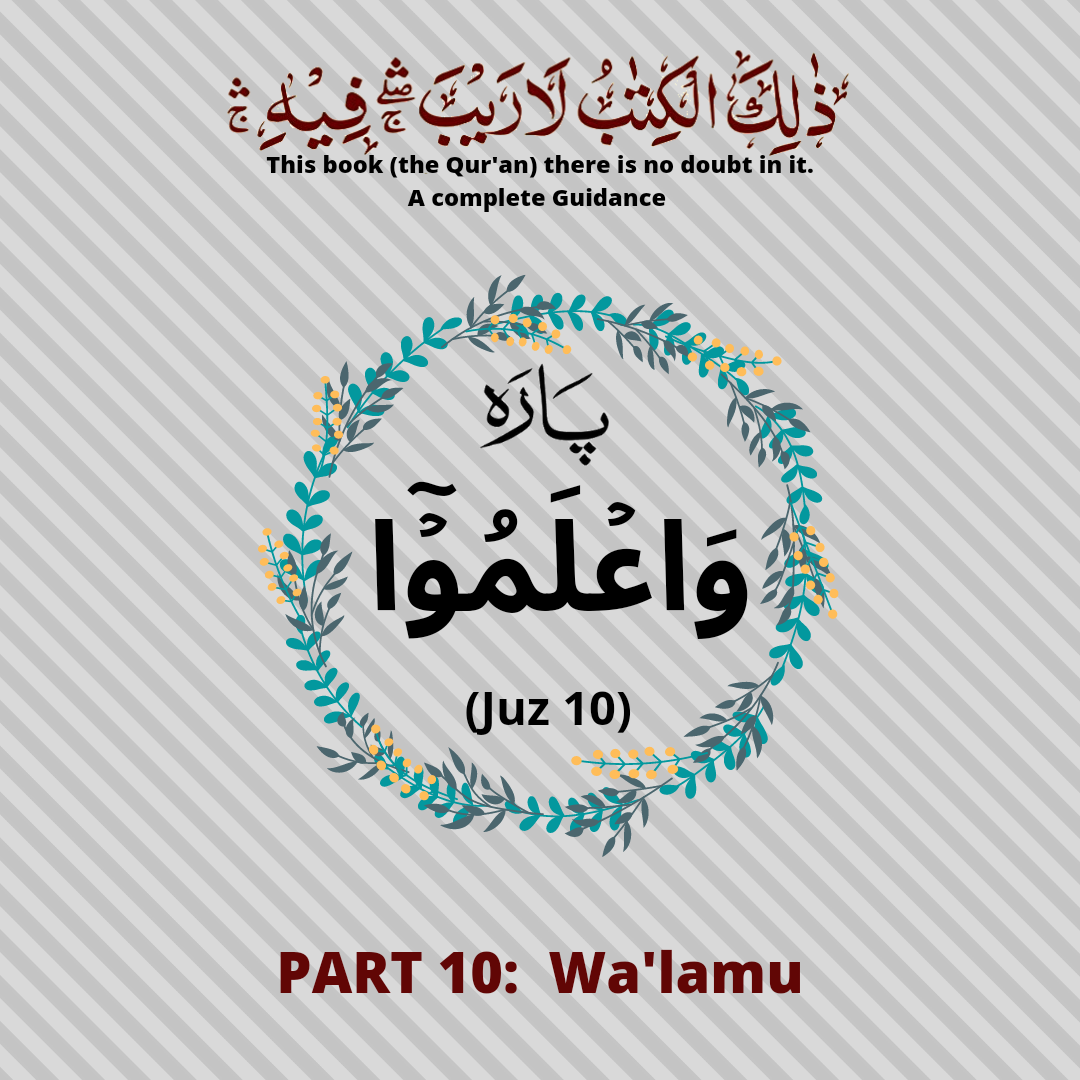 ذٰلِكَ الْكِتٰبُ لَا رَيْبَ ۛۖۚ فِيْهِ ۛۚ
This book (the Qur'an) there is no doubt in it.
A complete Guidance
پَارَہ
وَاعْلَمُوْٓا
(Juz 10)
PART 10: Wa'lamu